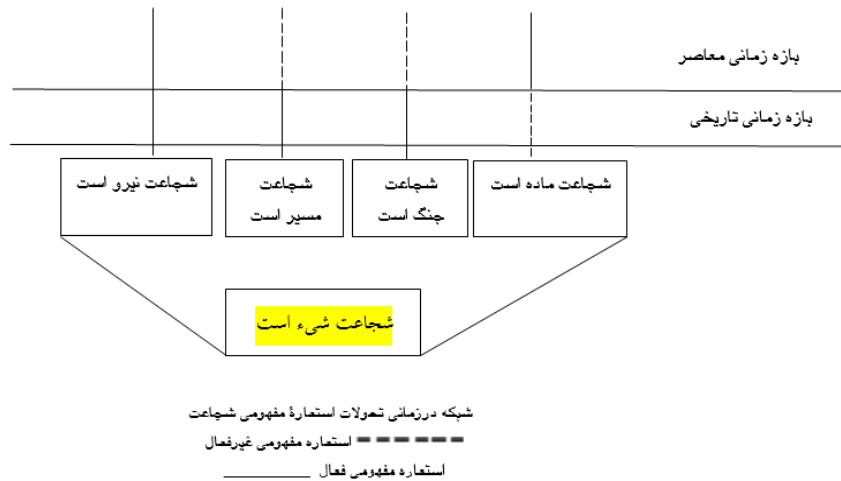 بازه زمانی معاصر
بازه زمانی تاریخی
شجاعت ماده است
شجاعت
جنگ است
شجاعت
مسیر است
شجاعت نیرو است
شجاعت شیء است
شبکه درزمانی تحولات استعارهٔ مفهومی شجاعت
استعاره مفهومی غیرفعال
استعاره مفهومی فعال